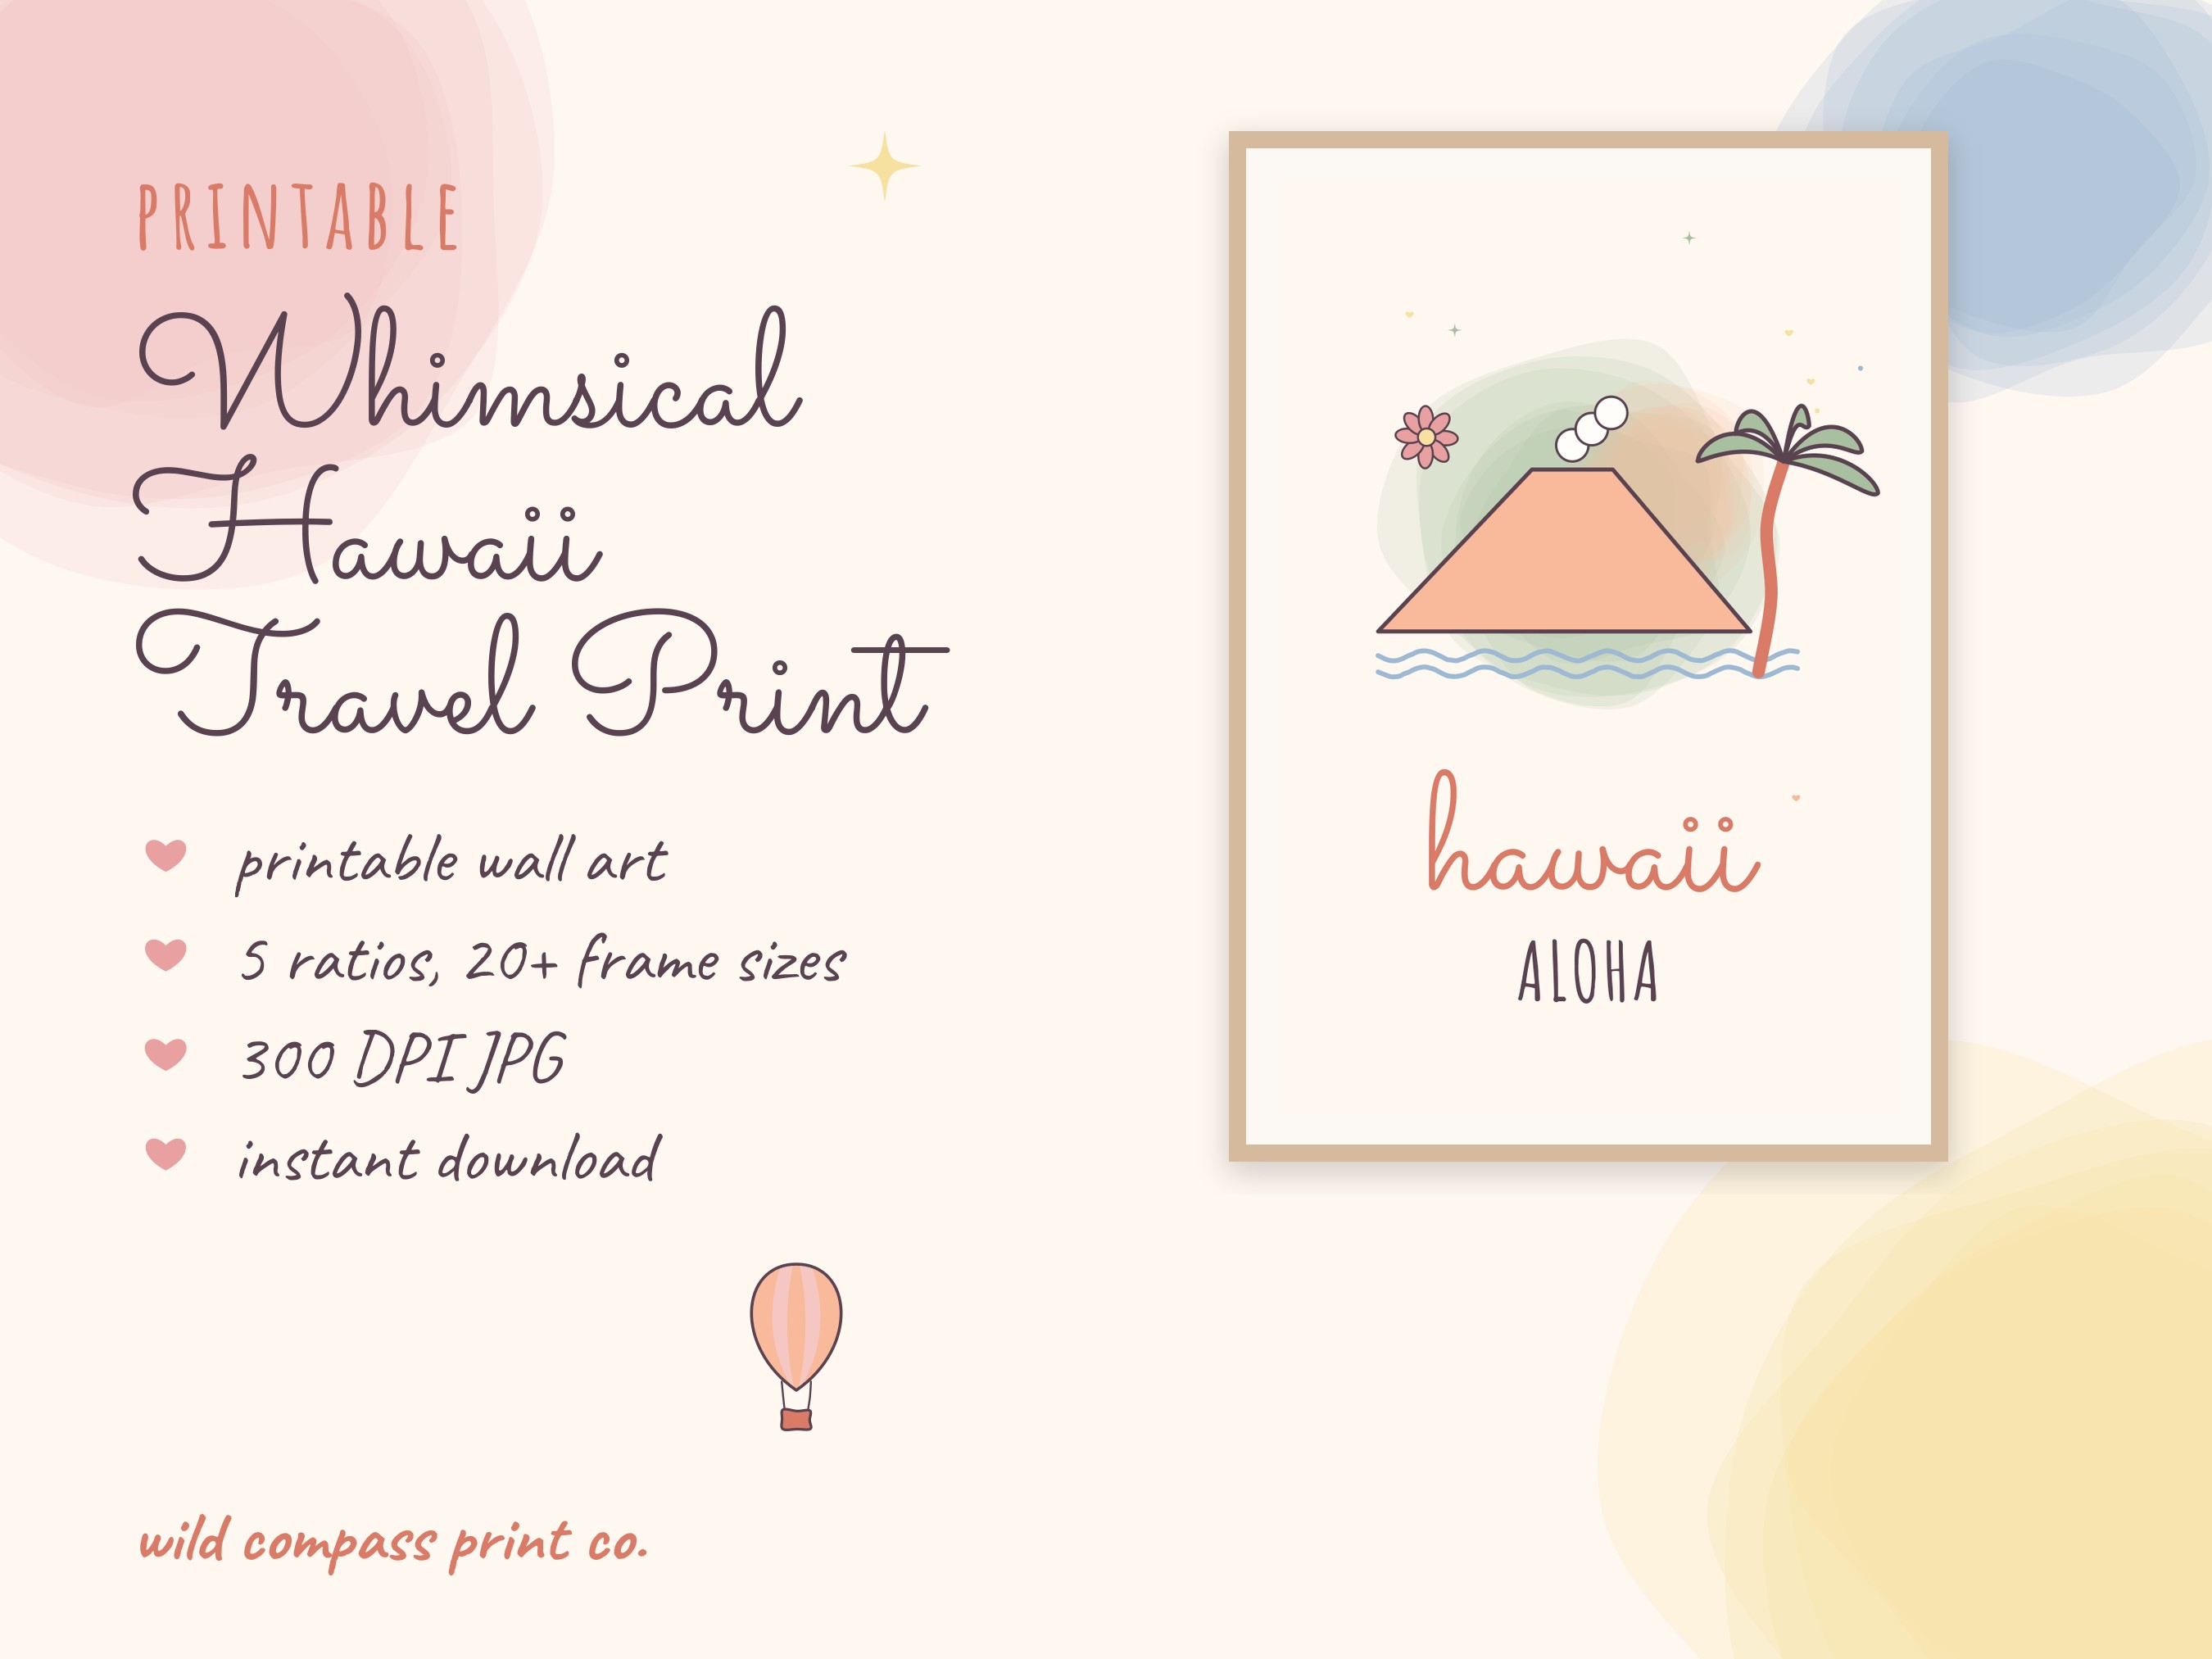 PRINTABLE
Whimsical
Hawaii
Travel Print
printable wall art
5 ratios, 20+ frame sizes
300 DPI JPG
instant download
wild compass print co.
hawaii
ALOHA